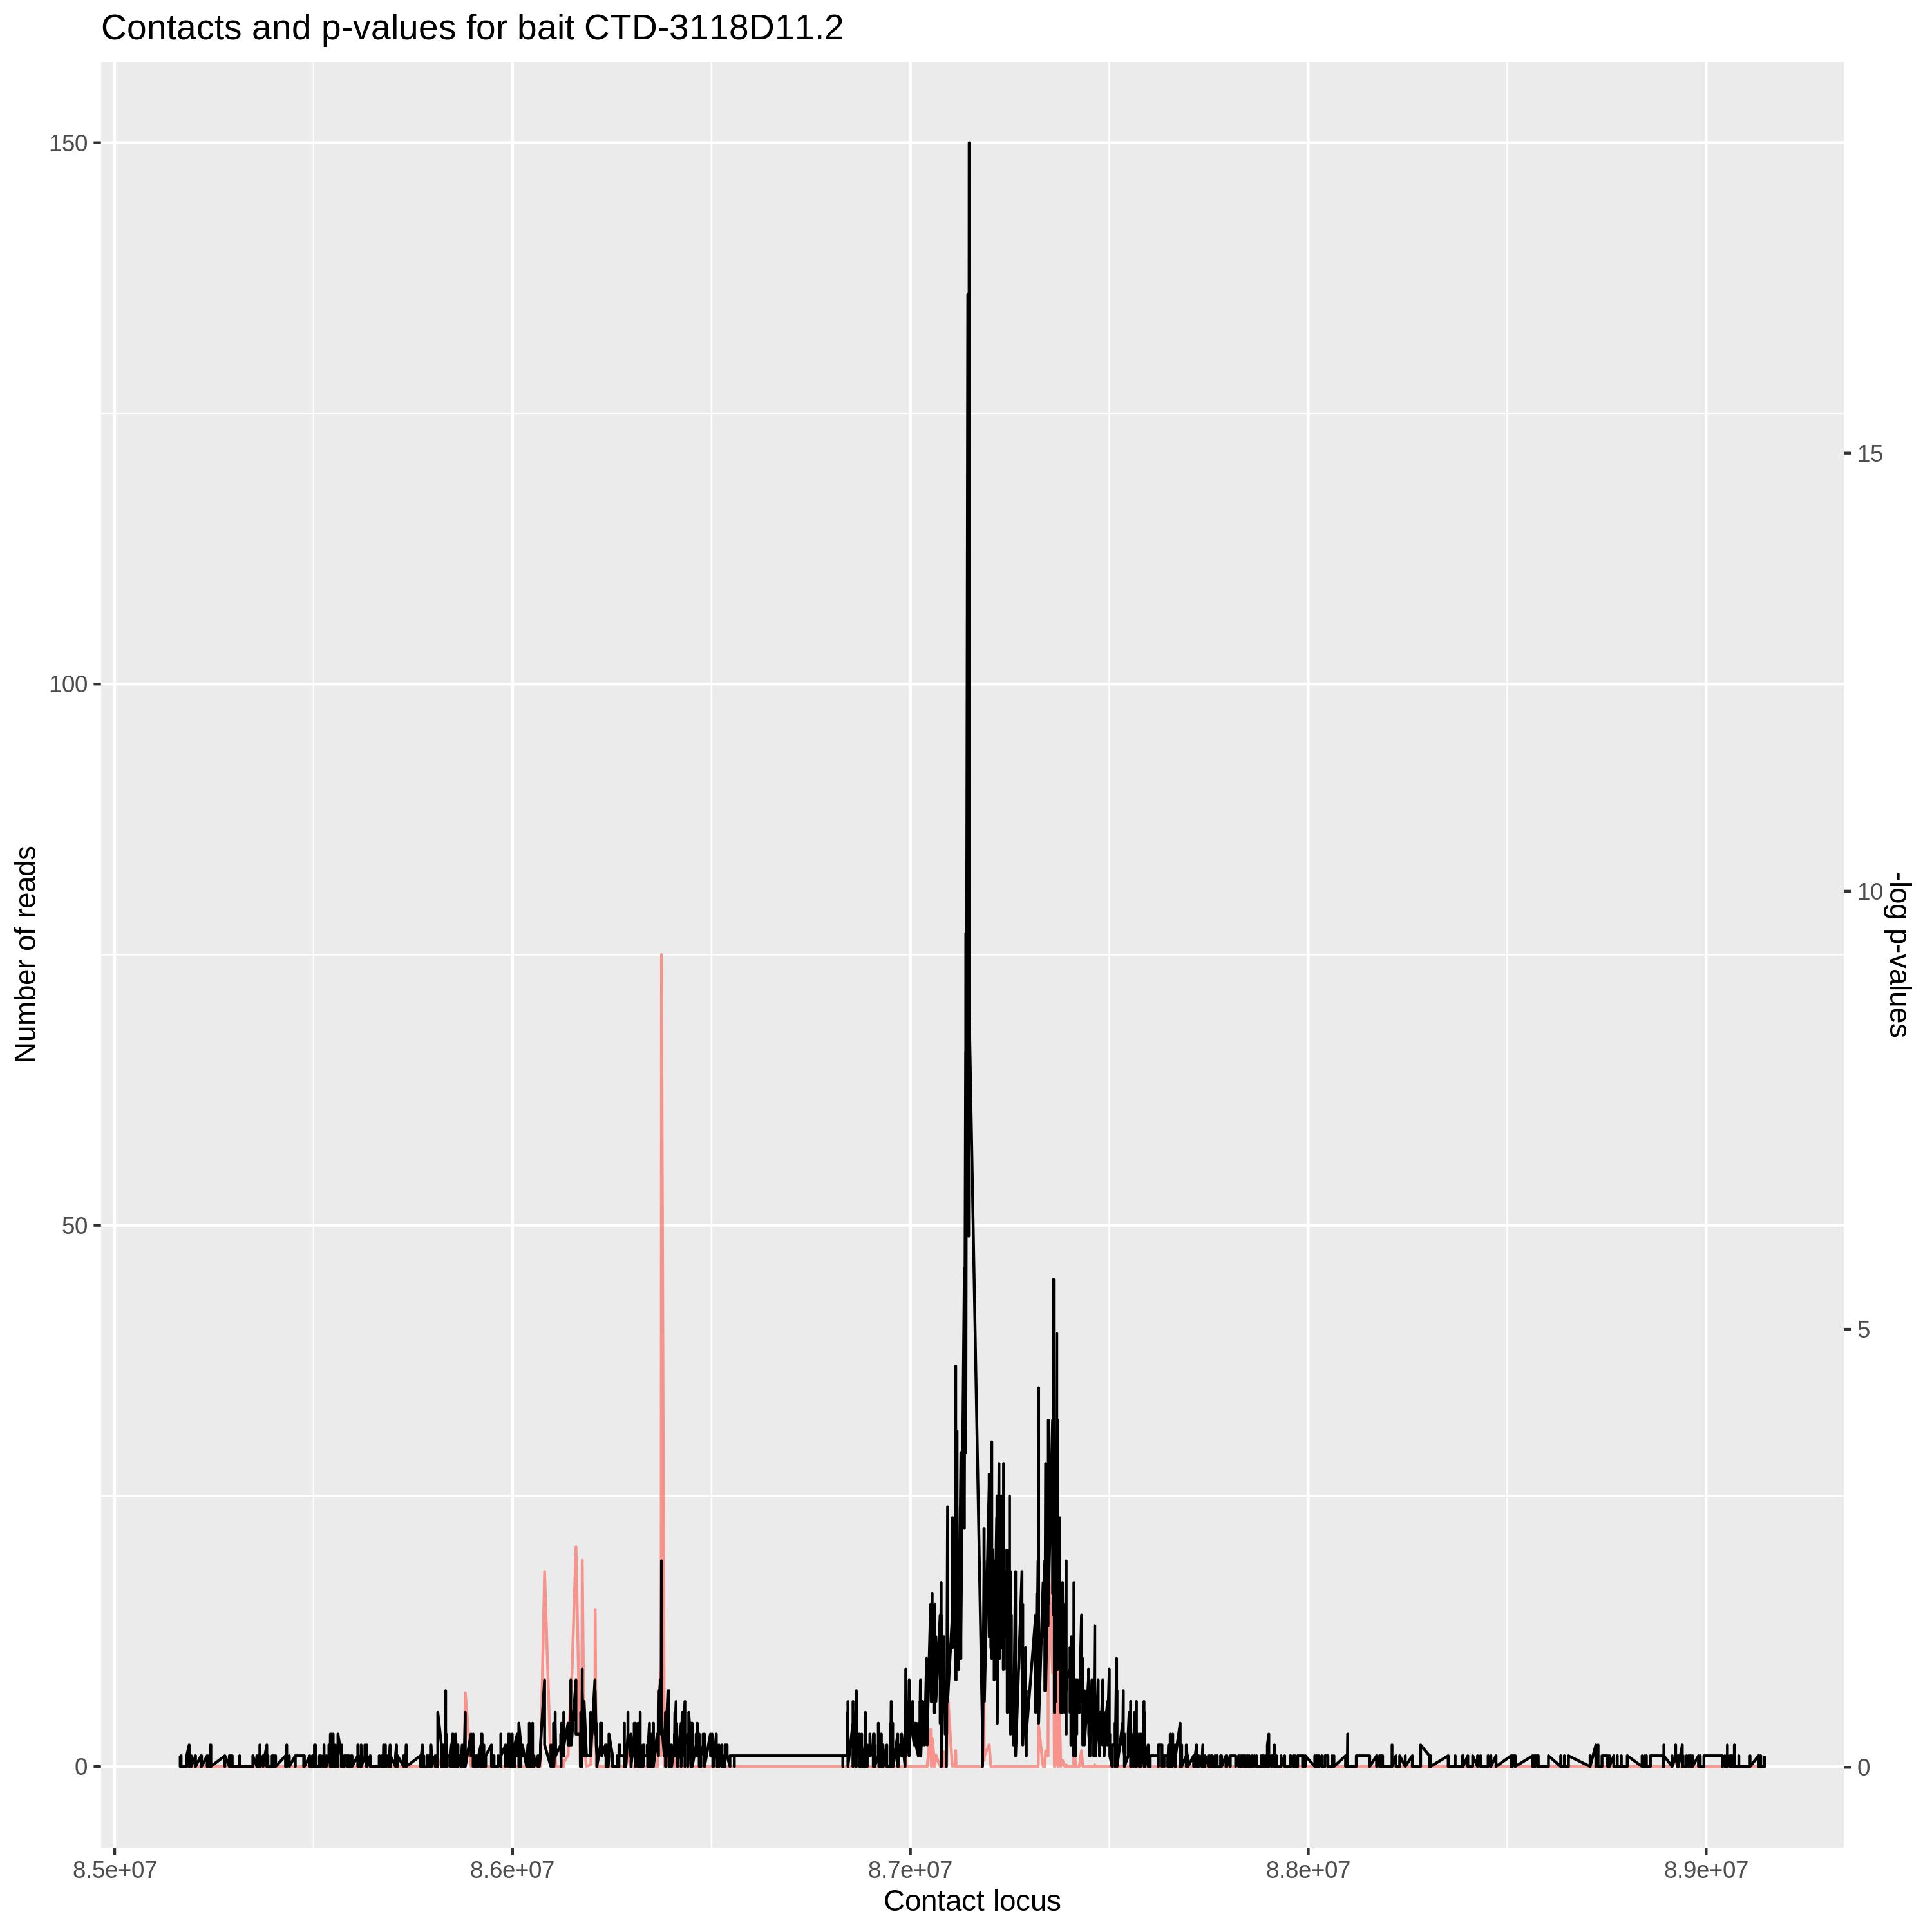 Contacts and p-values for bait CTD-3118D11.2
150
100
50
0
Number of reads
15
10
5
0
-log p-values
8.5e+07
8.6e+07
8.7e+07
8.8e+07
8.9e+07
Contact locus